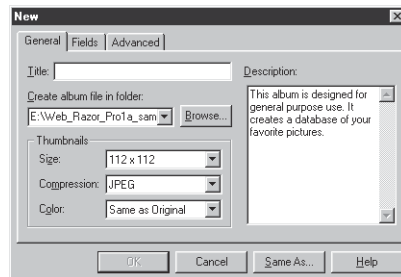 New
General Fields Advanced
Title:
Description:
This album is designed for
general purpose use. It
creates a database of your
favorite pictures.
Create album file in folder:
E:\Web_Razor_Pro1a_sam
Browse...
Thumbnails
Size: 112 x 112
Compression: JPEG
Color: Same as Original
OK Cancel Same As... Help